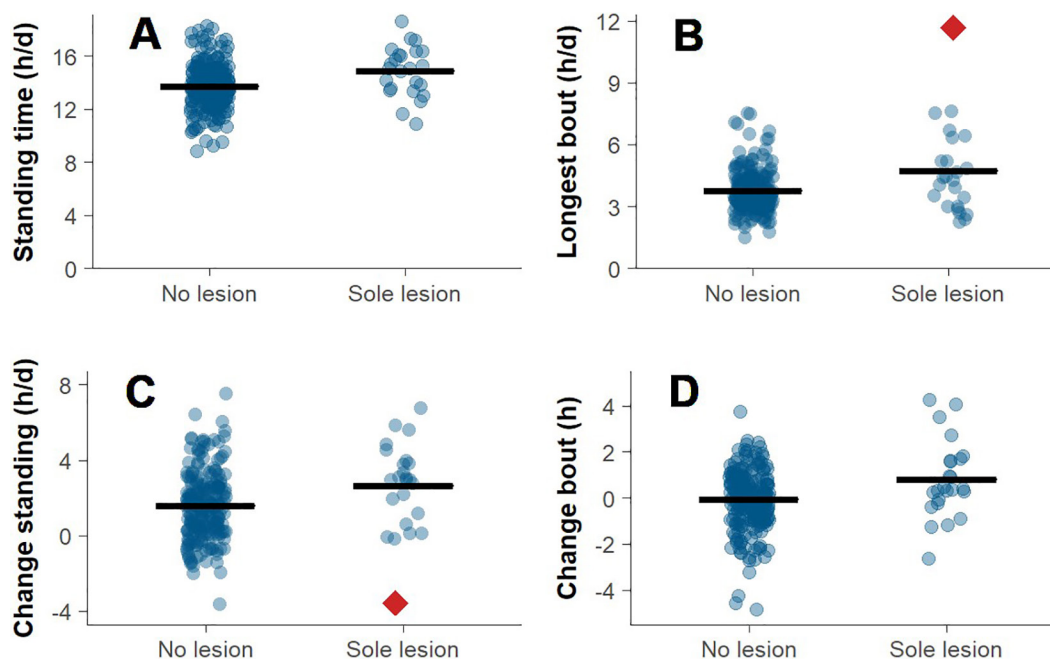 A
Standing time (h/d)
16
12
8
4
0
No lesion
Sole lesion
B
Longest bout (h/d)
12
9
6
3
0
No lesion
Sole lesion
C
Change standing (h/d)
8
4
0
-4
No lesion
Sole lesion
D
Change bout (h)
4
2
0
-2
-4
No lesion
Sole lesion